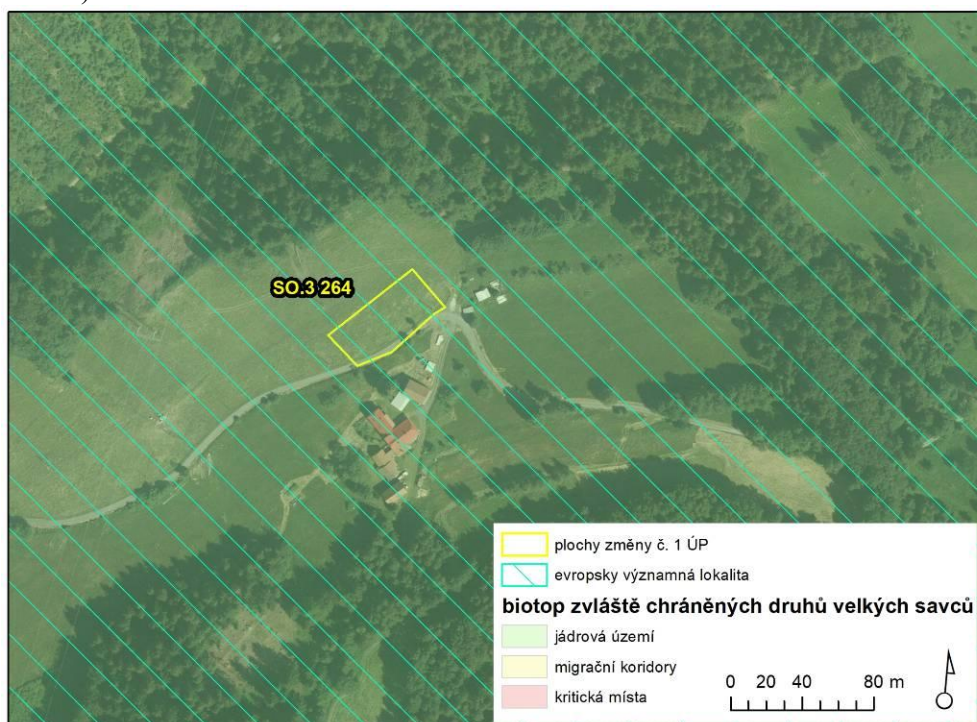 SO.3 264
plochy změny č. 1 ÚP
evropsky významná lokalita
biotop zvláště chráněných druhů velkých savců
jádrová území
migrační koridory
kritická místa
0 20 40 80 m